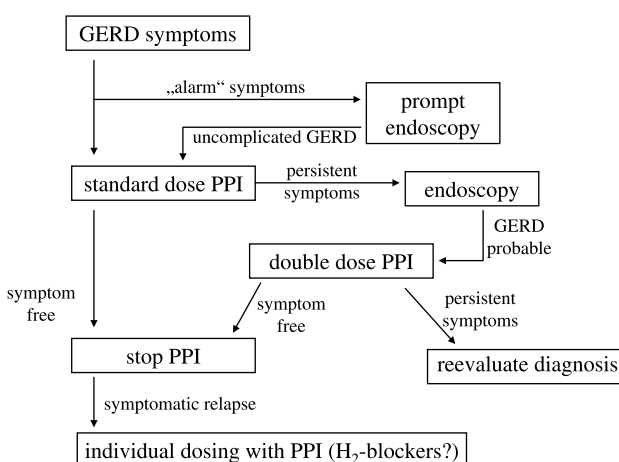 GERD symptoms
„alarm“ symptoms
prompt
endoscopy
uncomplicated GERD
standard dose PPI
persistent
symptoms
endoscopy
GERD
probable
double dose PPI
symptom
free
symptom
free
persistent
symptoms
stop PPI
reevaluate diagnosis
symptomatic relapse
individual dosing with PPI (H₂-blockers?)